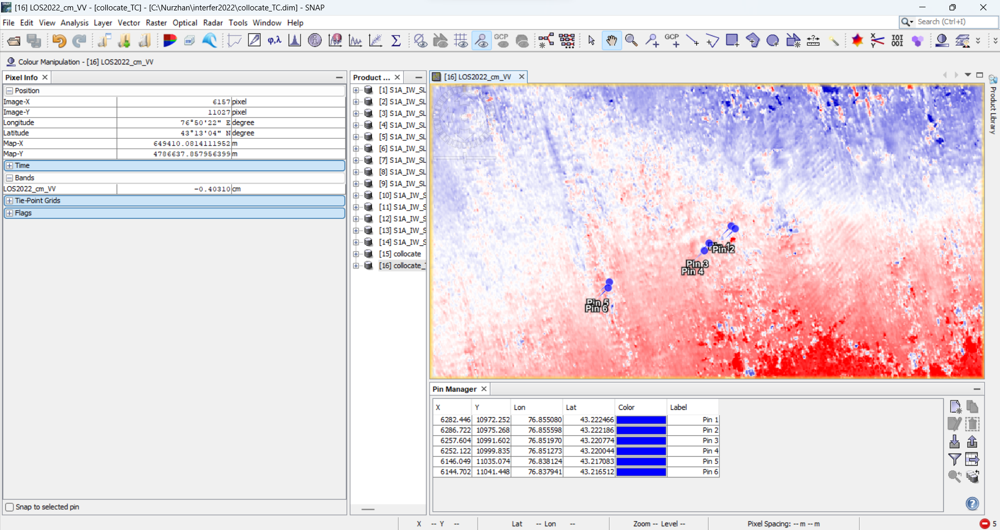 [16] LOS2022_cm_VV - [collocate_TC] - [C:\Nurzhan\interfer2022\collocate_TC.dim] - SNAP
File Edit View Analysis Layer Vector Raster Optical Radar Tools Window Help
Search (Ctrl+I)
GCP φ,λ GCP
Colour Manipulation - [16] LOS2022_cm_VV
Pixel Info
Position
Image-X 6157 pixel
Image-Y 11027 pixel
Longitude 76°50'22" E degree
Latitude 43°13'04" N degree
Map-X 649410.0814111952 m
Map-Y 4786637.857956399 m
Time
Bands
LOS2022_cm_VV -0.40310 cm
Tie-Point Grids
Flags
Snap to selected pin
Product ...
[1] S1A_IW_SL
[2] S1A_IW_SL
[3] S1A_IW_SL
[4] S1A_IW_SL
[5] S1A_IW_SL
[6] S1A_IW_SL
[7] S1A_IW_SL
[8] S1A_IW_SL
[9] S1A_IW_SL
[10] S1A_IW_S
[11] S1A_IW_S
[12] S1A_IW_S
[13] S1A_IW_S
[14] S1A_IW_S
[15] collocate
[16] collocate_
[16] LOS2022_cm_VV
Pin 2
Pin 3
Pin 4
Pin 5
Pin 6
Product Library
Pin Manager
X Y Lon Lat Color Label
6282.446 10972.252 76.855080 43.222466 Pin 1
6286.722 10975.268 76.855598 43.222186 Pin 2
6257.604 10991.602 76.851970 43.220774 Pin 3
6252.122 10999.835 76.851273 43.220044 Pin 4
6146.049 11035.074 76.838124 43.217083 Pin 5
6144.702 11041.448 76.837941 43.216512 Pin 6
X -- Y -- Lat -- Lon -- Zoom -- Level -- Pixel Spacing: -- m -- m 5